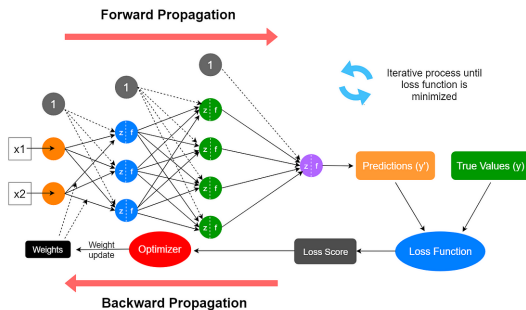 Forward Propagation
1
1
1
Iterative process until
loss function is
minimized
x1
x2
z f
z f
z f
z f
z f
z f
z f
z f
Predictions (y')
True Values (y)
Weights
Weight
update
Optimizer
Loss Score
Loss Function
Backward Propagation